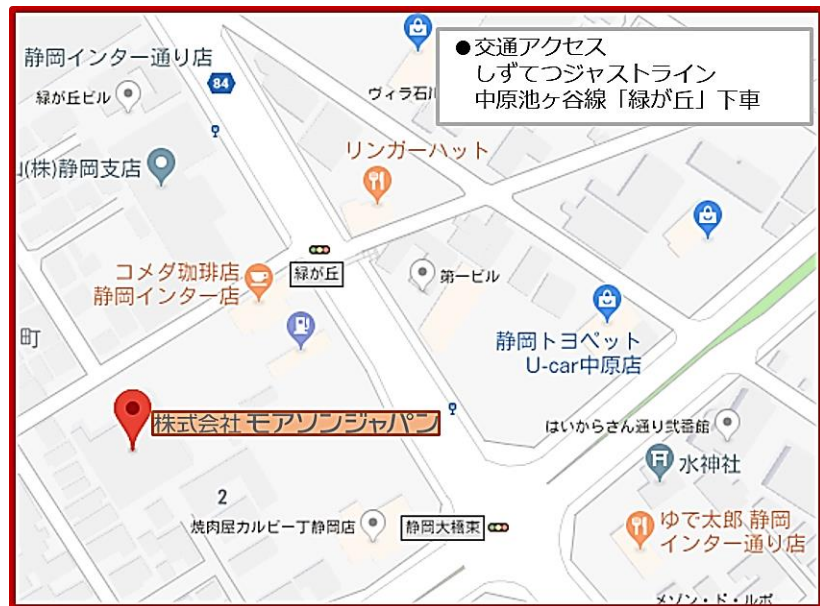 ●交通アクセス
しずてつジャストライン
中原池ヶ谷線「緑が丘」下車
静岡インター通り店
84
緑が丘ビル
ヴィラ石川
(株)静岡支店
リンガーハット
コメダ珈琲店
静岡インター店
緑が丘
第一ビル
町
静岡トヨペット
U-car中原店
株式会社 モアソンジャパン
はいからさん通り弐番館
水神社
2
焼肉屋カルビ一丁静岡店
静岡大橋東
ゆで太郎 静岡
インター通り店
メゾン・ド・ルポ